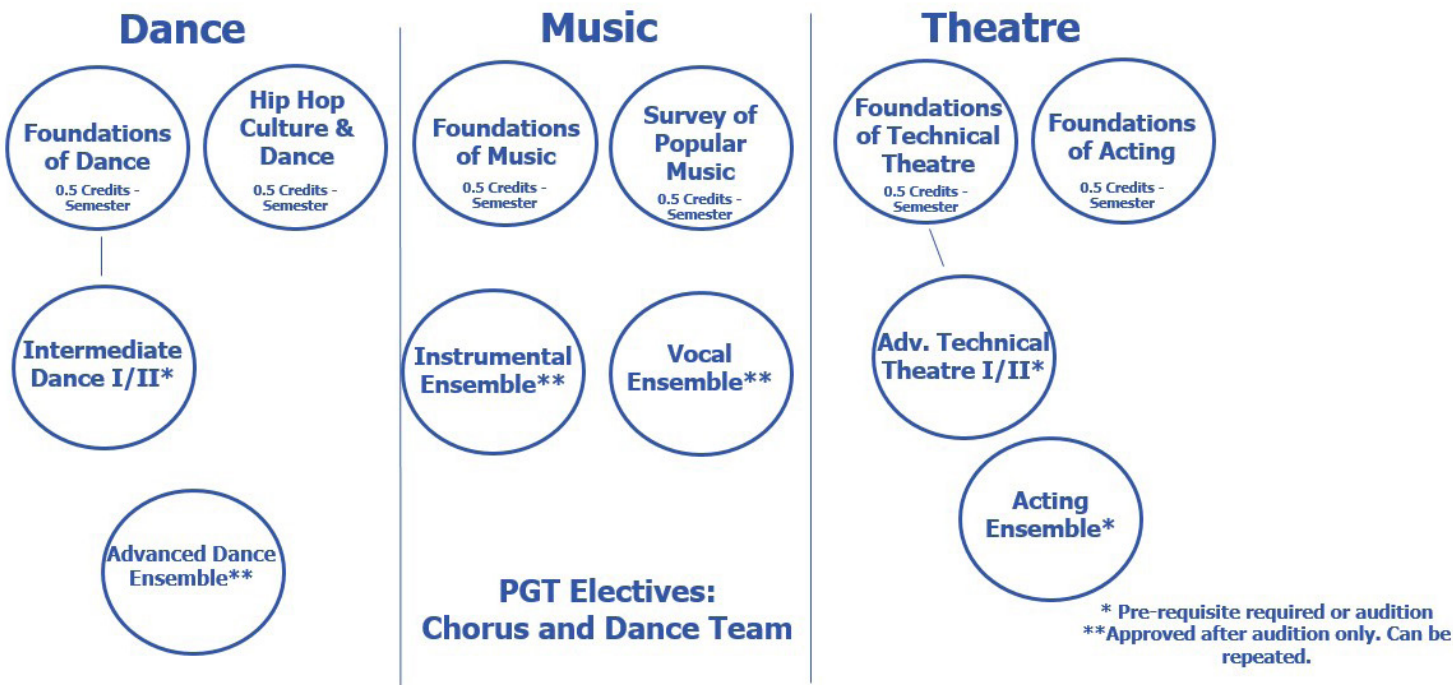 Dance
Foundations
of Dance
0.5 Credits -
Semester
Hip Hop
Culture &
Dance
0.5 Credits -
Semester
Intermediate
Dance I/II*
Advanced Dance
Ensemble**
Music
Foundations
of Music
0.5 Credits -
Semester
Survey of
Popular
Music
0.5 Credits -
Semester
Instrumental
Ensemble**
Vocal
Ensemble**
PGT Electives:
Chorus and Dance Team
Theatre
Foundations
of Technical
Theatre
0.5 Credits -
Semester
Foundations
of Acting
0.5 Credits -
Semester
Adv. Technical
Theatre I/II*
Acting
Ensemble*
* Pre-requisite required or audition
**Approved after audition only. Can be
repeated.